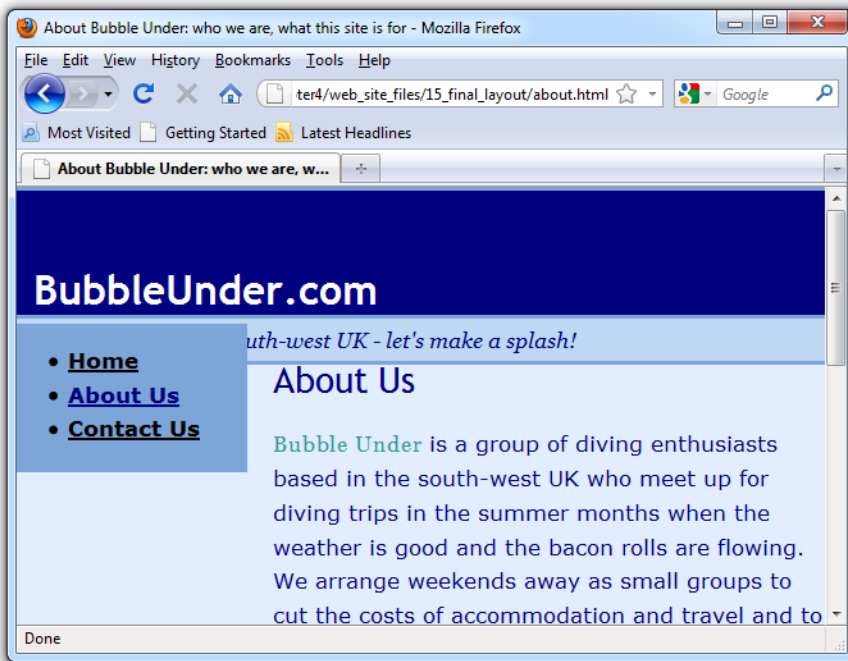 About Bubble Under: who we are, what this site is for - Mozilla Firefox
File Edit View History Bookmarks Tools Help
ter4/web_site_files/15_final_layout/about.html Google
Most Visited Getting Started Latest Headlines
About Bubble Under: who we are, w...
BubbleUnder.com
uth-west UK - let's make a splash!
• Home
• About Us
• Contact Us
About Us
Bubble Under is a group of diving enthusiasts
based in the south-west UK who meet up for
diving trips in the summer months when the
weather is good and the bacon rolls are flowing.
We arrange weekends away as small groups to
cut the costs of accommodation and travel and to
Done